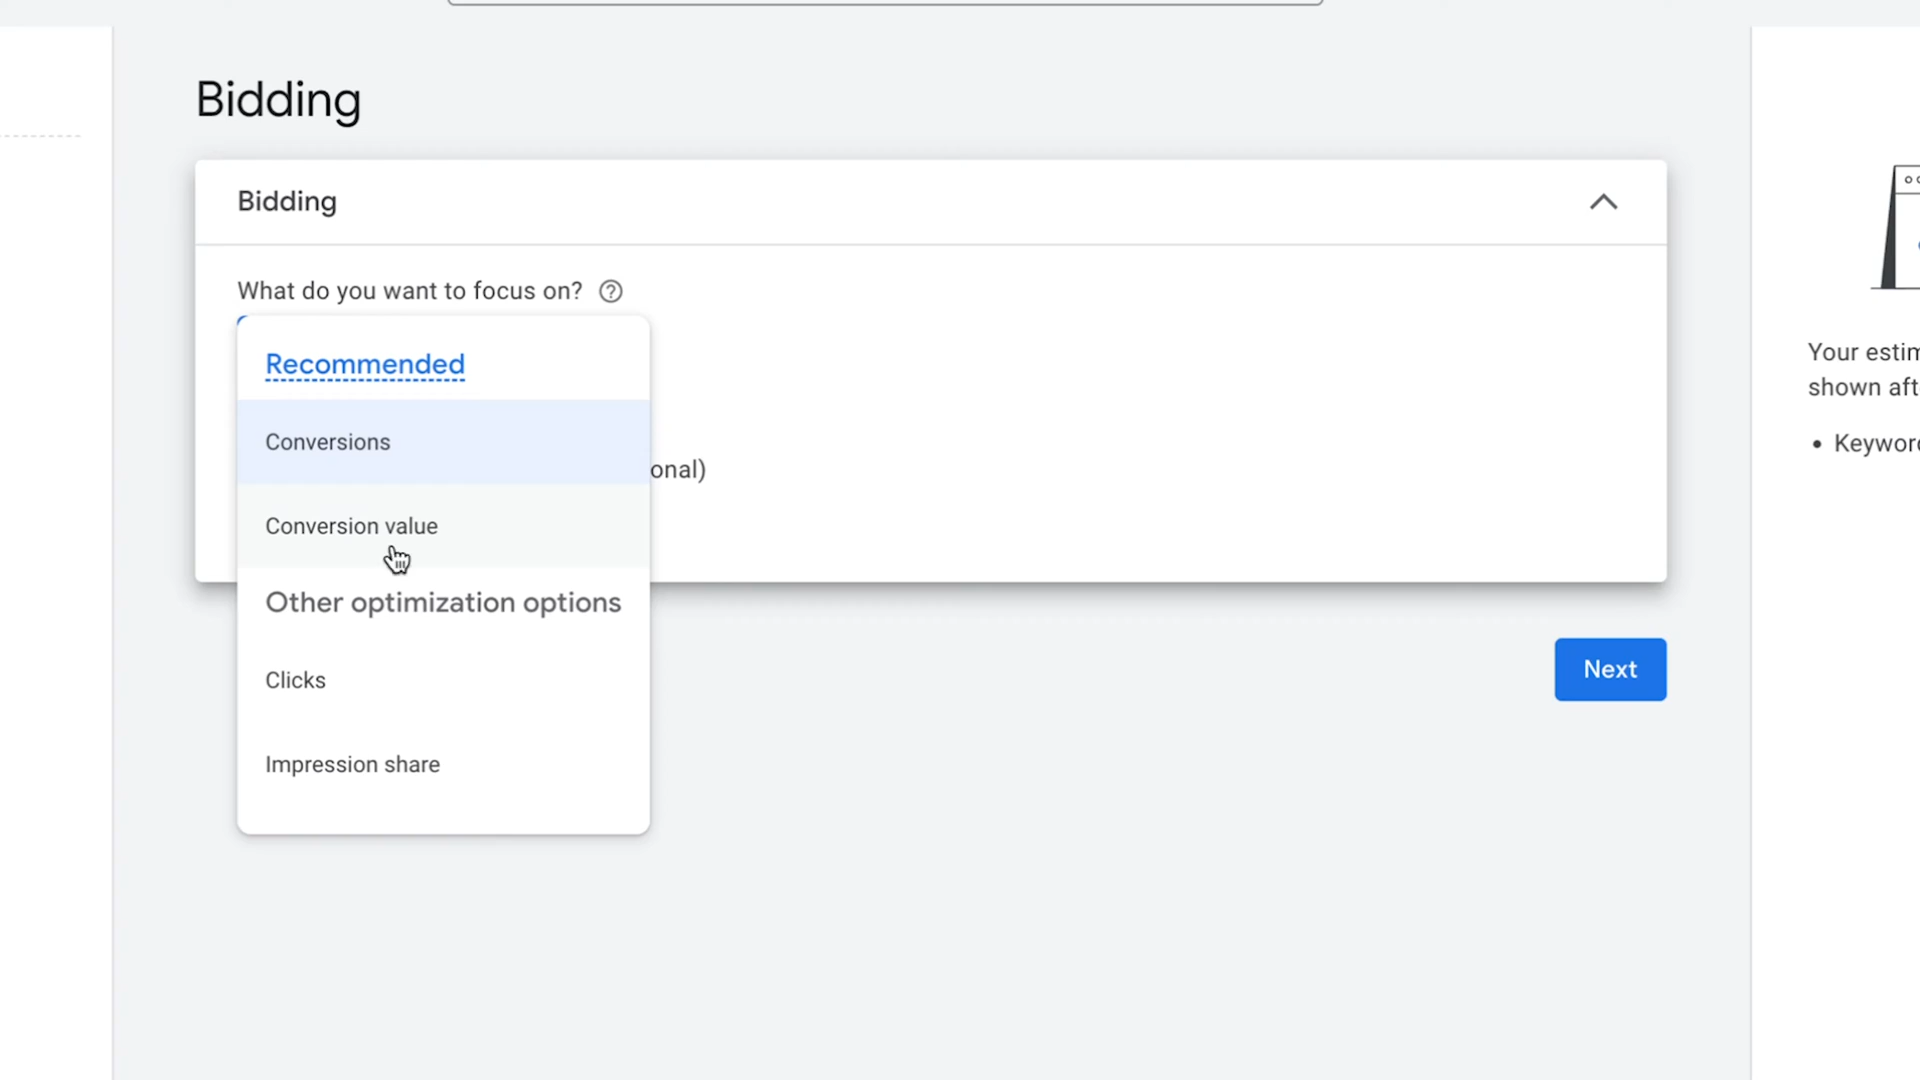 Bidding
Bidding
What do you want to focus on?
Recommended
Conversions
onal)
Conversion value
Other optimization options
Clicks
Impression share
Next
Your estim
shown aft
• Keyword